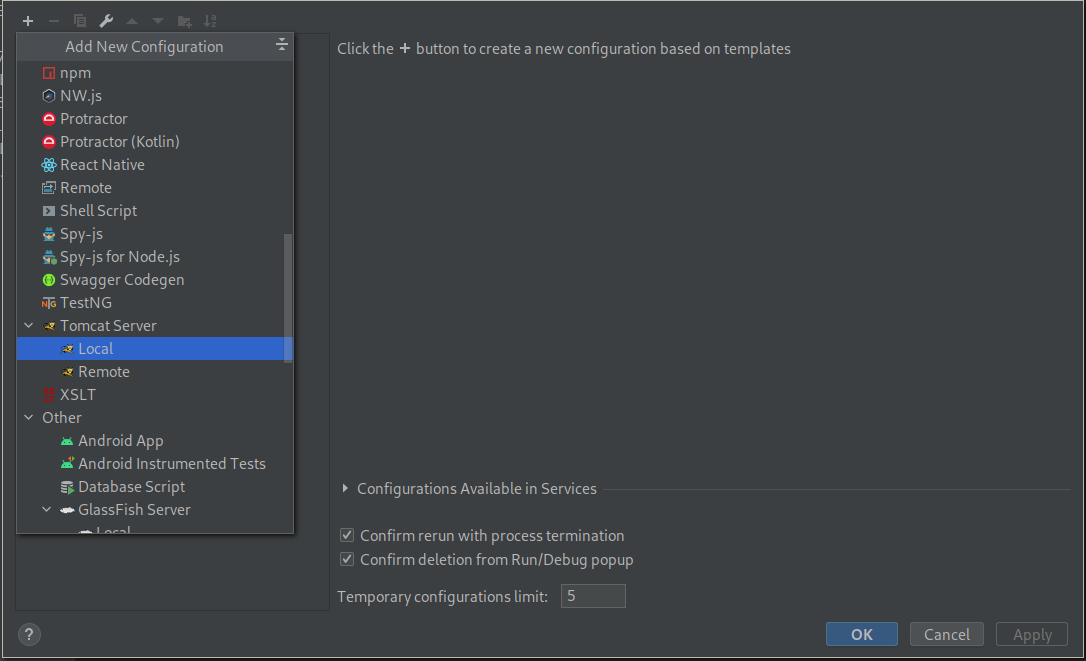 Add New Configuration
npm
NW.js
Protractor
Protractor (Kotlin)
React Native
Remote
Shell Script
Spy-js
Spy-js for Node.js
Swagger Codegen
TestNG
Tomcat Server
Local
Remote
XSLT
Other
Android App
Android Instrumented Tests
Database Script
GlassFish Server
Local
Click the + button to create a new configuration based on templates
Configurations Available in Services
Confirm rerun with process termination
Confirm deletion from Run/Debug popup
Temporary configurations limit: 5
?
OK
Cancel
Apply